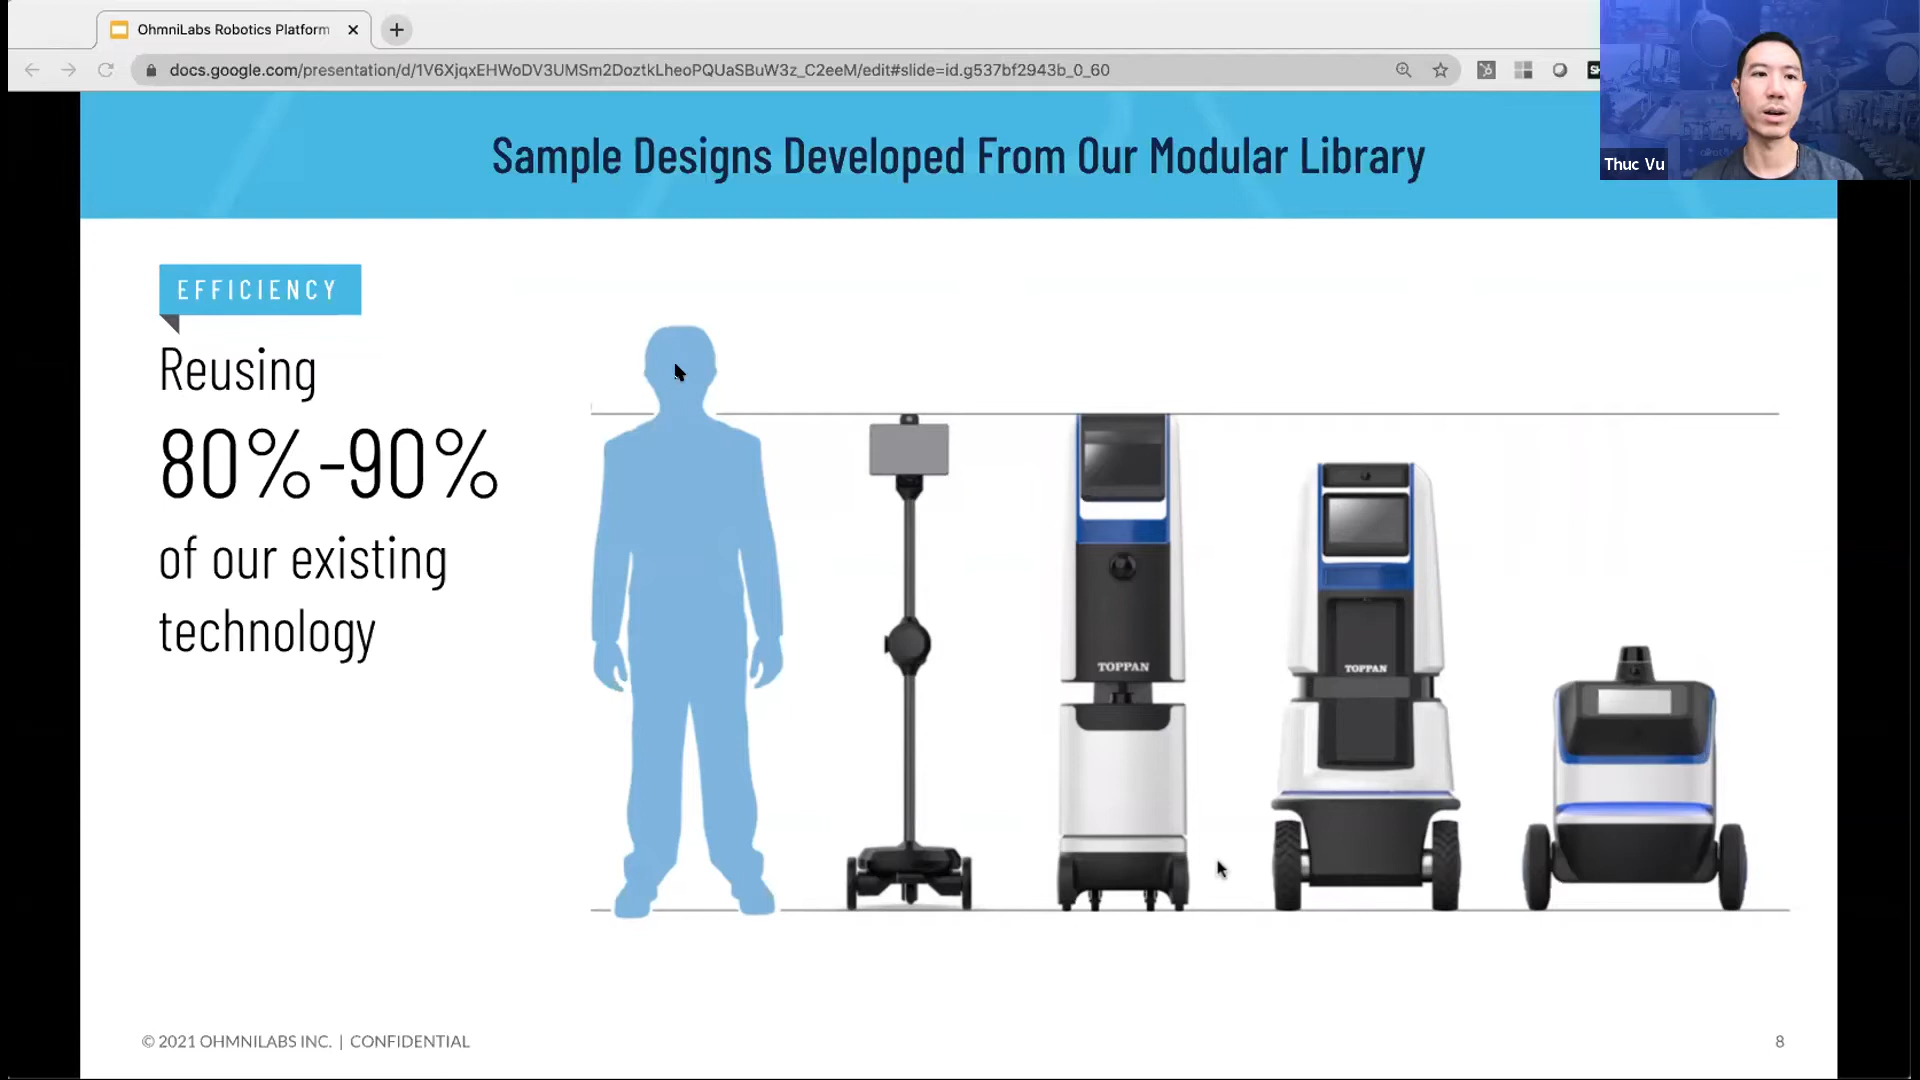 OhmniLabs Robotics Platform
docs.google.com/presentation/d/1V6XjqxEHWoDV3UMSm2DoztkLheoPQUaSBuW3z_C2eeM/edit#slide=id.g537bf2943b_0_60
Thuc Vu
Sample Designs Developed From Our Modular Library
EFFICIENCY
Reusing
80%-90%
of our existing
technology
TOPPAN
TOPPAN
© 2021 OHMNILABS INC. | CONFIDENTIAL
8